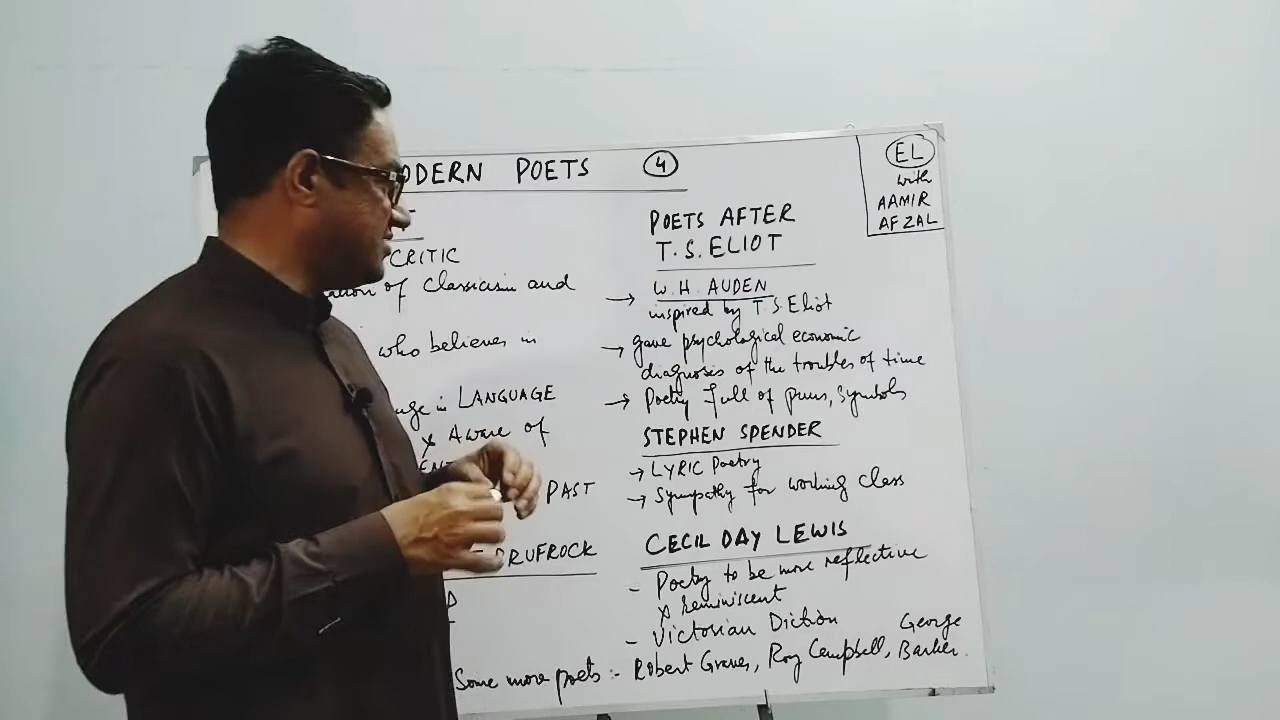 ODERN POETS 4
EL
with
AAMIR
AFZAL
CRITIC
of Classicism and
who believes in
in LANGUAGE
& Aware of
PAST
PRUFROCK
POETS AFTER
T.S. ELIOT
→ W.H. AUDEN
inspired by T.S. Eliot
→ gave psychological economic
diagnosis of the troubles of time
→ Poetry full of puns, Symbols
STEPHEN SPENDER
→ LYRIC Poetry
→ Sympathy for working class
CECIL DAY LEWIS
- Poetry to be more reflective
& reminiscent
- Victorian Diction
Some more poets :- Robert Graves, Roy Campbell, George Barker.